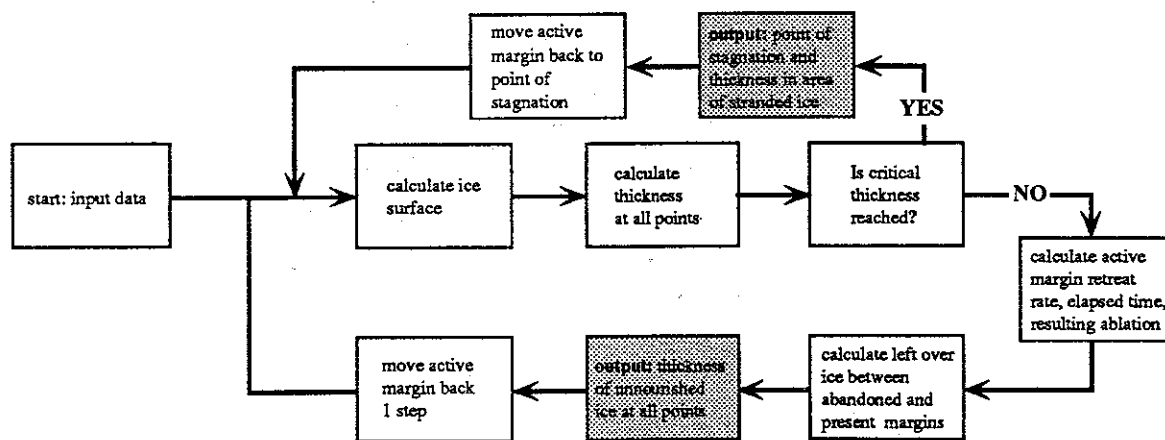 start: input data
move active
margin back to
point of
stagnation
output: point of
stagnation and
thickness in area
of stranded ice
YES
calculate ice
surface
calculate
thickness
at all points
Is critical
thickness
reached?
NO
calculate active
margin retreat
rate, elapsed time,
resulting ablation
calculate left over
ice between
abandoned and
present margins
output: thickness
of unnourished
ice at all points
move active
margin back
1 step